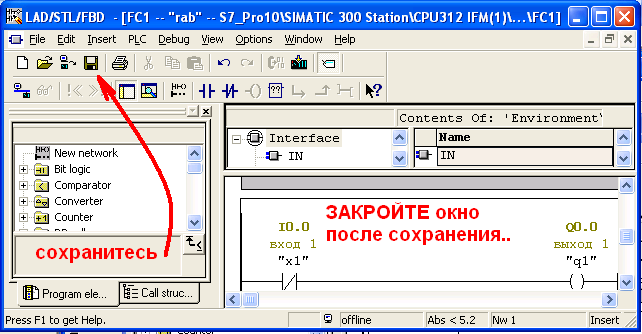 LAD/STL/FBD - [FC1 -- "rab" -- S7_Pro10\SIMATIC 300 Station\CPU312 IFM(1)\...\FC1]
File Edit Insert PLC Debug View Options Window Help
New network
Bit logic
Comparator
Converter
Counter
сохранитесь
Program ele...
Call struc...
Contents Of: 'Environment\
Interface
IN
Name
IN
ЗАКРОЙТЕ окно
после сохранения..
I0.0
вход 1
"x1"
Q0.0
выход 1
"q1"
Press F1 to get Help.
offline
Abs < 5.2
Nw 1
Insert